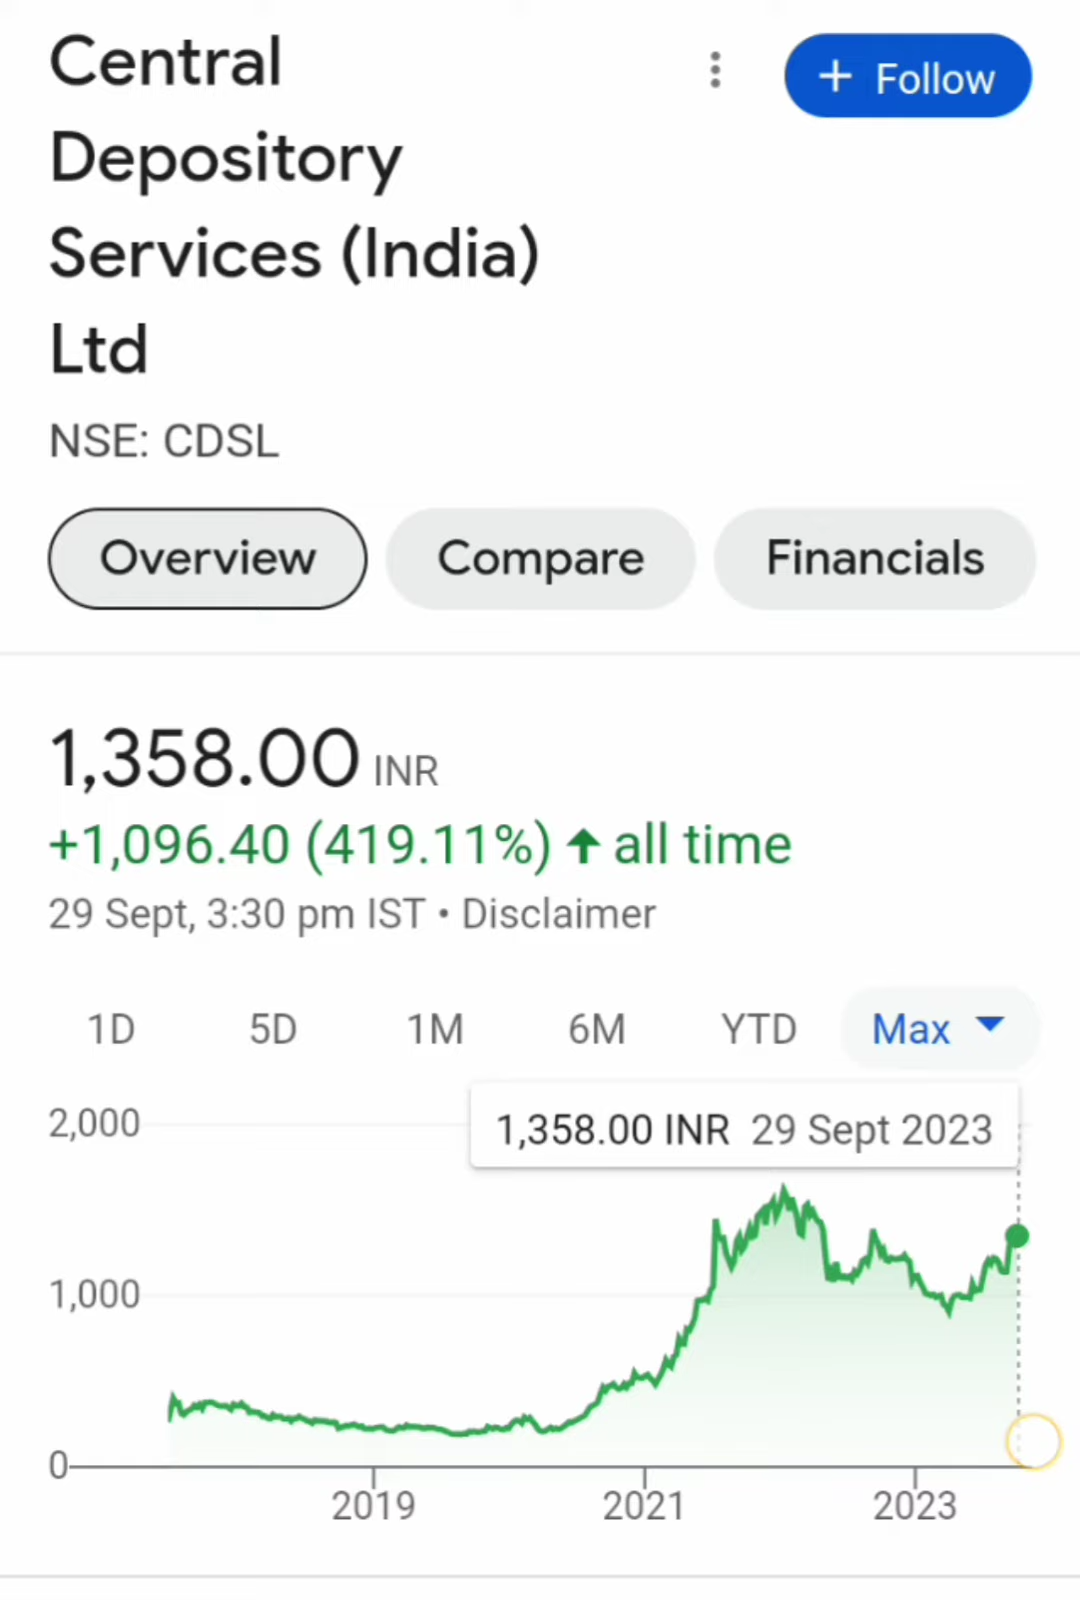 Central
Depository
Services (India)
Ltd
+ Follow
NSE: CDSL
Overview Compare Financials
1,358.00 INR
+1,096.40 (419.11%) ↑ all time
29 Sept, 3:30 pm IST • Disclaimer
1D 5D 1M 6M YTD Max
1,358.00 INR 29 Sept 2023
2,000
1,000
0
2019 2021 2023